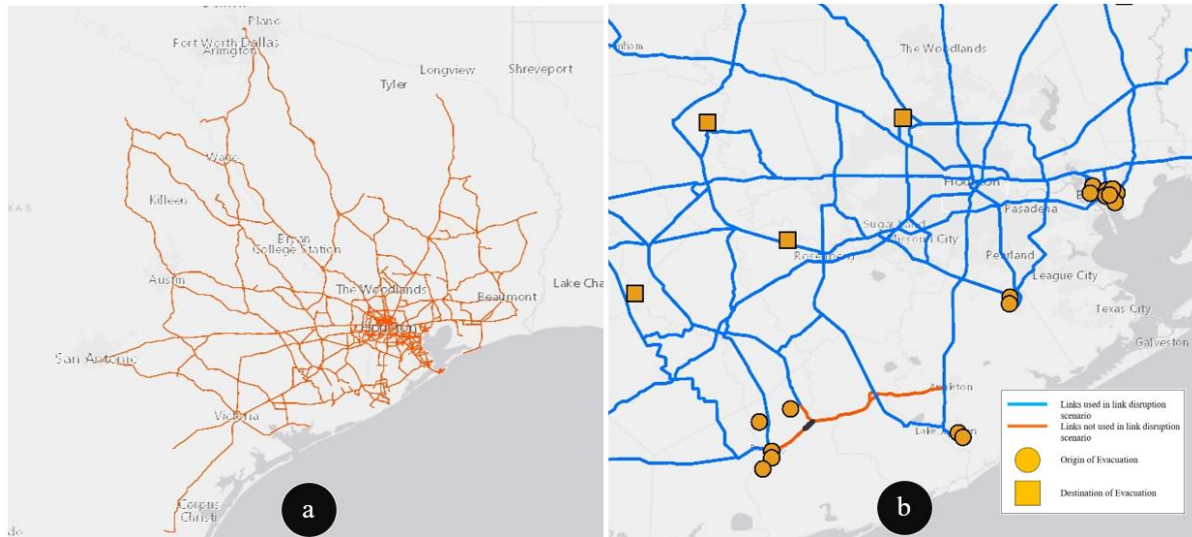 Plano
Fort Worth Dallas
Arlington
Longview
Shreveport
Tyler
Waco
Killeen
Bryan
College Station
Austin
The Woodlands
Lake Cha
Beaumont
Houston
San Antonio
Victoria
Corpus
Christi
do
a
nham
The Woodlands
Houston
Pasadena
Sugar Land
Missouri City
Rosenberg
Pearland
League City
Texas City
Galveston
Angleton
Lake Jackson
Links used in link disruption
scenario
Links not used in link disruption
scenario
Origin of Evacuation
Destination of Evacuation
b